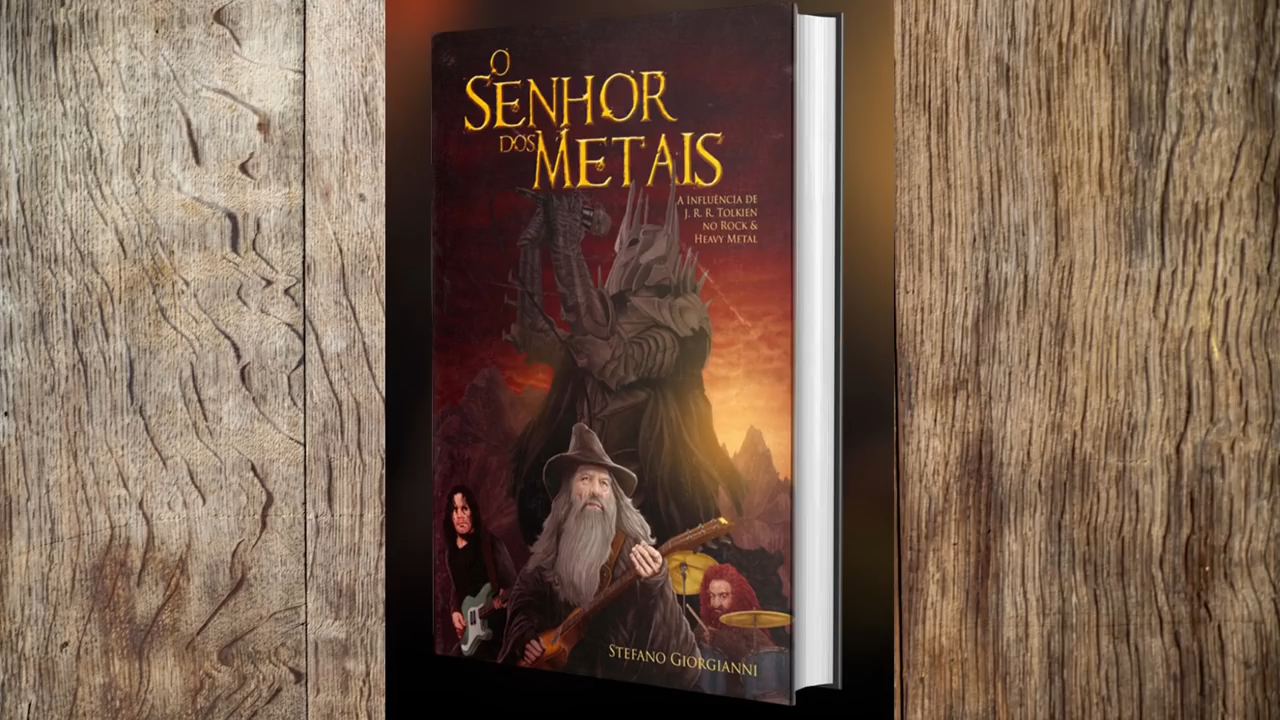 O
SENHOR
DOS METAIS
A INFLUÊNCIA DE
J. R. R. TOLKIEN
NO ROCK &
HEAVY METAL
STEFANO GIORGIANNI